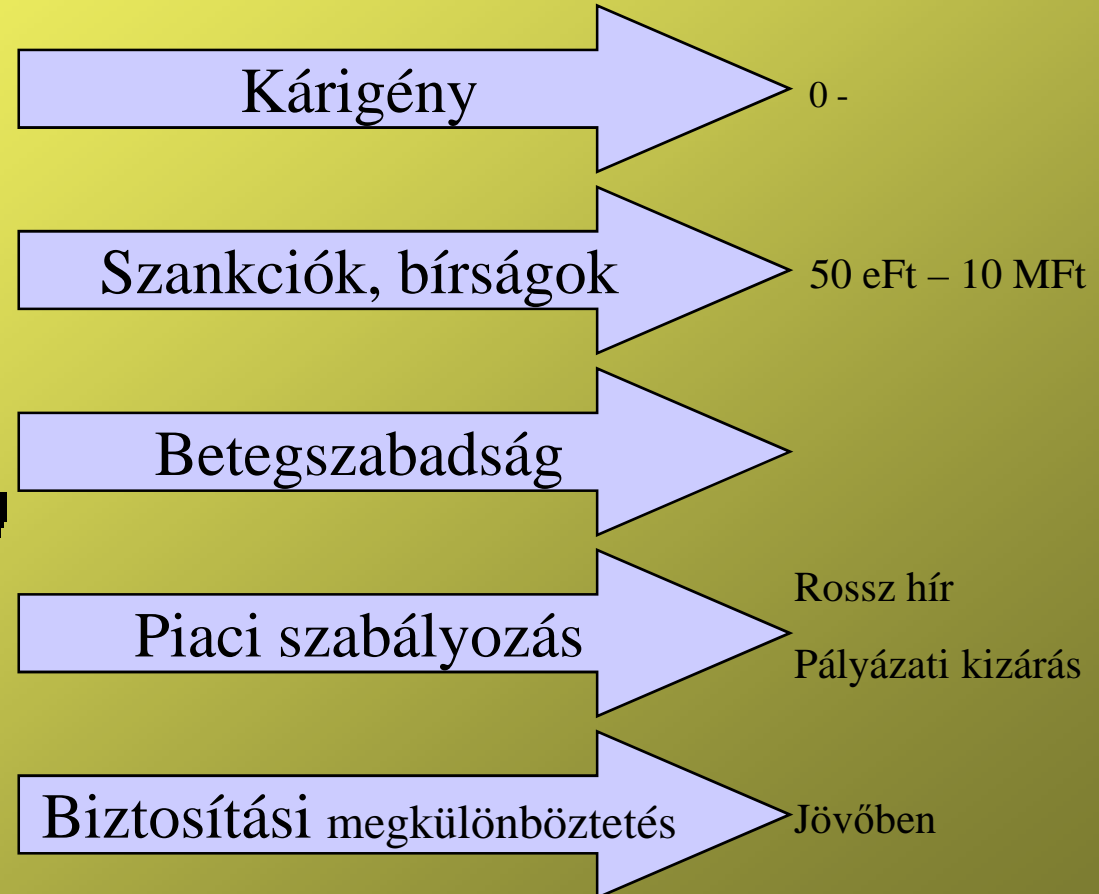 Kárigény 0 -
Szankciók, bírságok 50 eFt – 10 MFt
Betegszabadság
Piaci szabályozás
Rossz hír
Pályázati kizárás
Biztosítási megkülönböztetés Jövőben